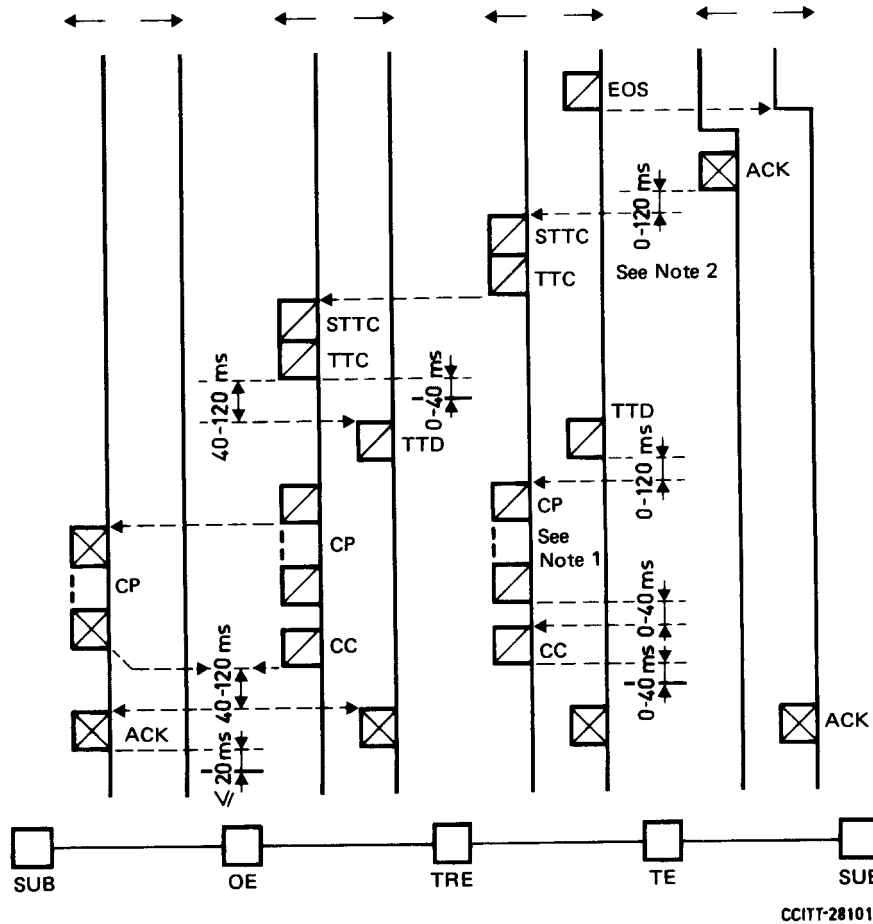 EOS
ACK
0-120 ms
STTC
TTC
See Note 2
STTC
TTC
40-120 ms
0-40 ms
TTD
TTD
0-120 ms
CP
See
Note 1
CP
CP
0-40 ms
CC
CC
0-40 ms
40-120 ms
ACK
ACK
≤ 20 ms
SUB
OE
TRE
TE
SUB
CCITT-28101